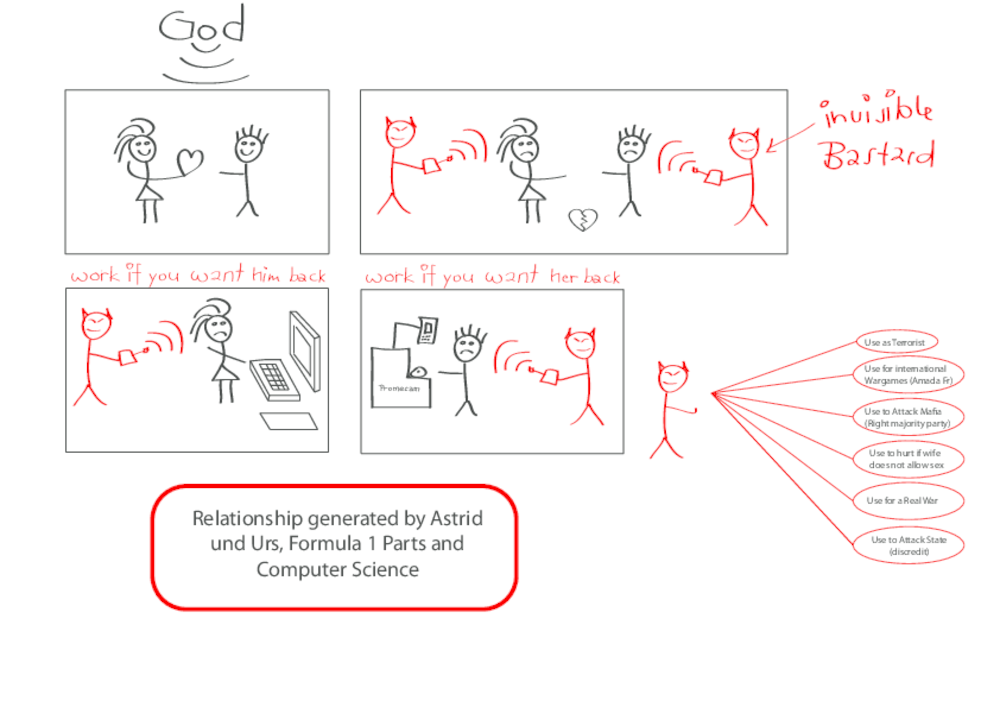 God
invisible
Bastard
work if you want him back
work if you want her back
Promecam
Use as Terrorist
Use for international
Wargames (Amada Fr)
Use to Attack Mafia
(Right majority party)
Use to hurt if wife
does not allow sex
Use for a Real War
Use to Attack State
(discredit)
Relationship generated by Astrid
und Urs, Formula 1 Parts and
Computer Science